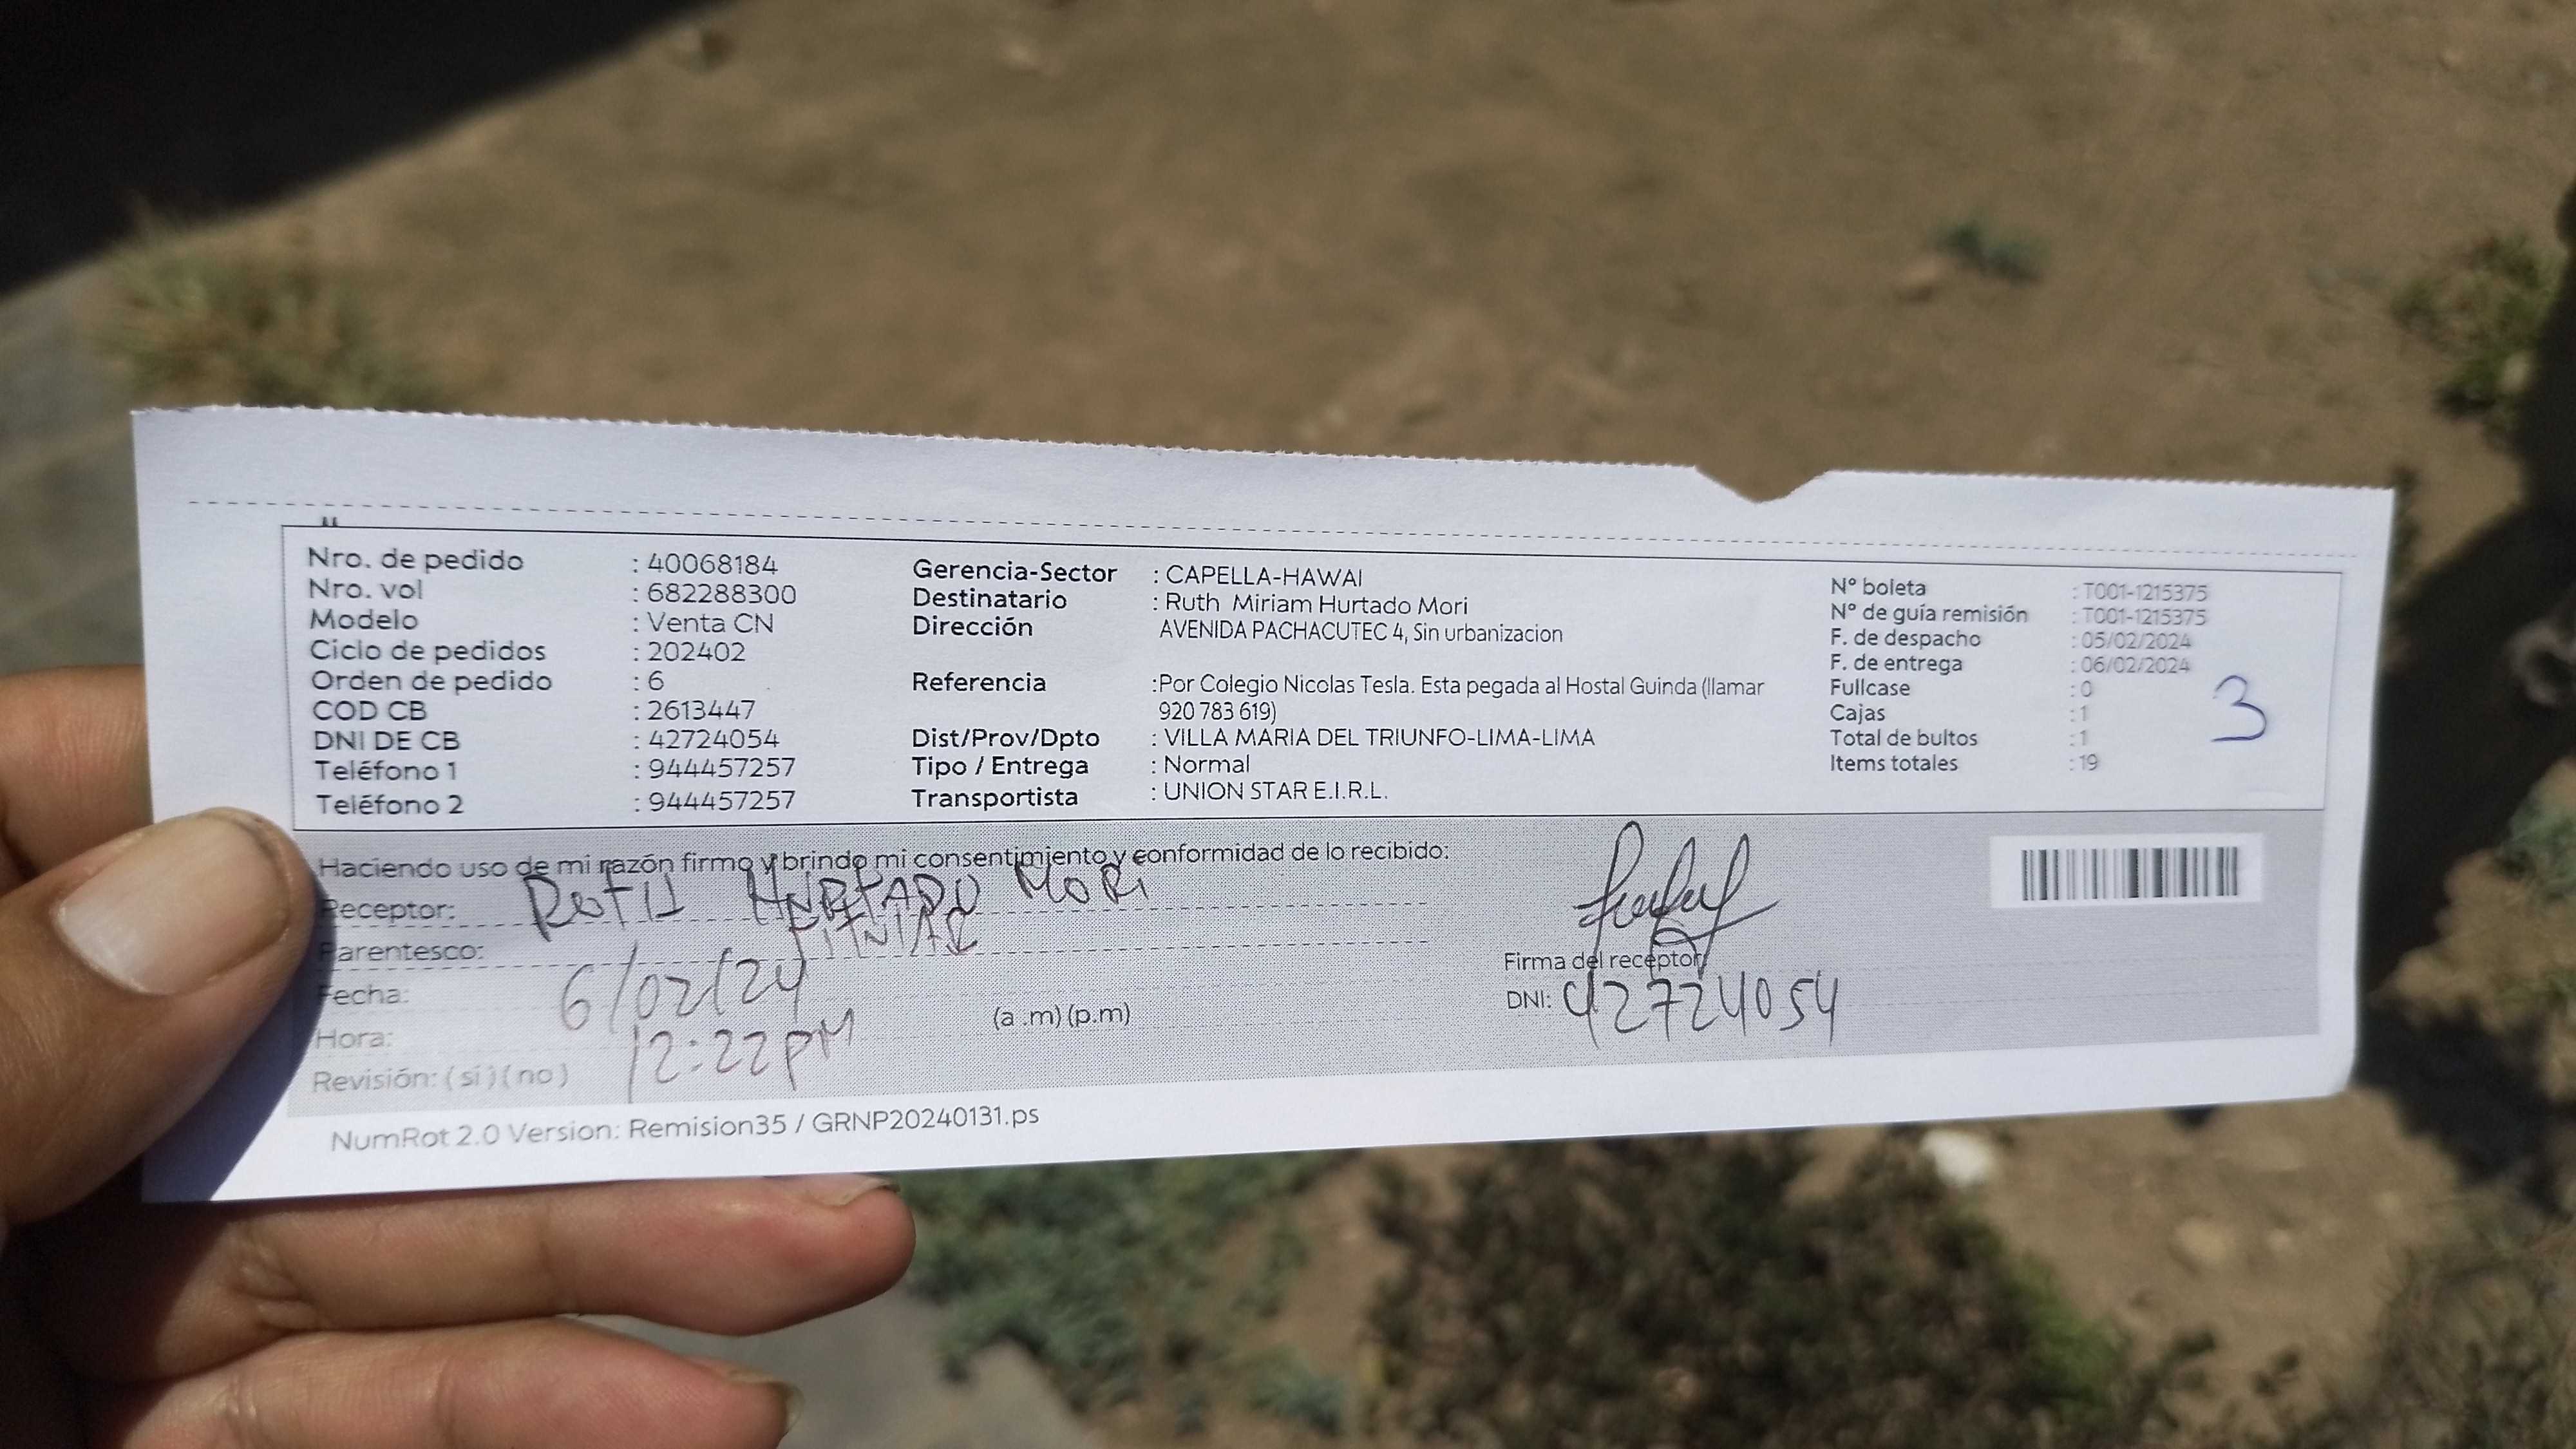 Nro. de pedido : 40068184
Nro. vol : 682288300
Modelo : Venta CN
Ciclo de pedidos : 202402
Orden de pedido : 6
COD CB : 2613447
DNI DE CB : 42724054
Teléfono 1 : 944457257
Teléfono 2 : 944457257
Gerencia-Sector : CAPELLA-HAWAI
Destinatario : Ruth Miriam Hurtado Mori
Dirección AVENIDA PACHACUTEC 4, Sin urbanizacion
Referencia :Por Colegio Nicolas Tesla. Esta pegada al Hostal Guinda (llamar
920 783 619)
Dist/Prov/Dpto : VILLA MARIA DEL TRIUNFO-LIMA-LIMA
Tipo / Entrega : Normal
Transportista : UNION STAR E.I.R.L.
Nº boleta : T001-1215375
Nº de guía remisión : T001-1215375
F. de despacho : 05/02/2024
F. de entrega : 06/02/2024
Fullcase : 0
Cajas : 1
Total de bultos : 1
Items totales : 19
3
Haciendo uso de mi razón firmo y brindo mi consentimiento y conformidad de lo recibido:
Receptor: HURTADO MORI
Parentesco:
Fecha: 6/02/24
Hora: 12:22PM (a .m) (p.m)
Revisión: ( si ) ( no )
Firma del receptor
DNI: 42724054
NumRot 2.0 Version: Remision35 / GRNP20240131.ps